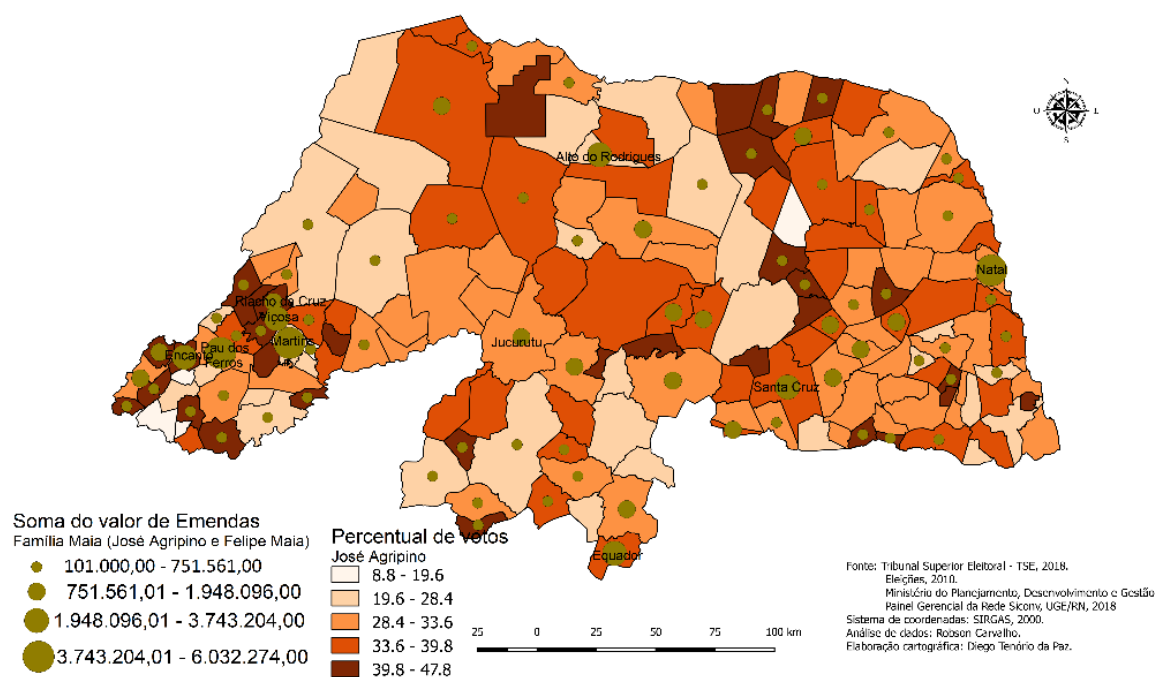 N
O
L
S
Alto do Rodrigues
Natal
Riacho da Cruz
Viçosa
Martins
Encanto
Pau dos
Ferros
Jucurutu
Santa Cruz
Equador
Soma do valor de Emendas
Família Maia (José Agripino e Felipe Maia)
101.000,00 - 751.561,00
751.561,01 - 1.948.096,00
1.948.096,01 - 3.743.204,00
3.743.204,01 - 6.032.274,00
Percentual de votos
José Agripino
8.8 - 19.6
19.6 - 28.4
28.4 - 33.6
33.6 - 39.8
39.8 - 47.8
25 0 25 50 75 100 km
Fonte: Tribunal Superior Eleitoral - TSE, 2018.
Eleições, 2010.
Ministério do Planejamento, Desenvolvimento e Gestão
Painel Gerencial da Rede Siconv, UGE/RN, 2018
Sistema de coordenadas: SIRGAS, 2000.
Análise de dados: Robson Carvalho.
Elaboração cartográfica: Diego Tenório da Paz.